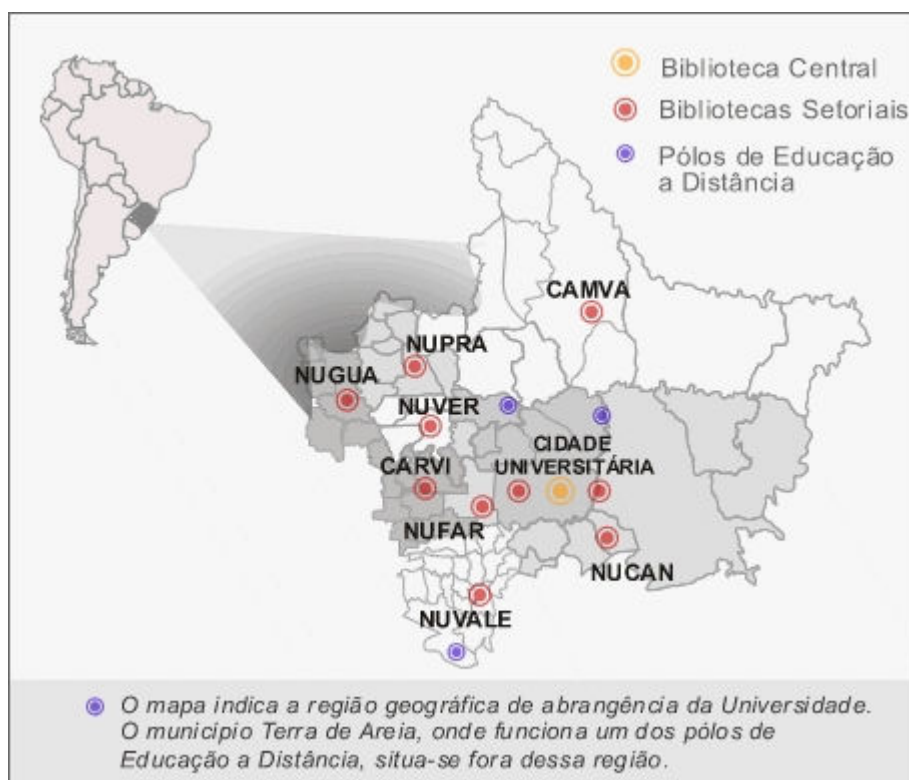 Biblioteca Central
Bibliotecas Setoriais
Pólos de Educação
a Distância
CAMVA
NUPRA
NUGUA
NUVER
CIDADE
UNIVERSITÁRIA
CARVI
NUFAR
NUCAN
NUVALE
O mapa indica a região geográfica de abrangência da Universidade.
O município Terra de Areia, onde funciona um dos pólos de
Educação a Distância, situa-se fora dessa região.